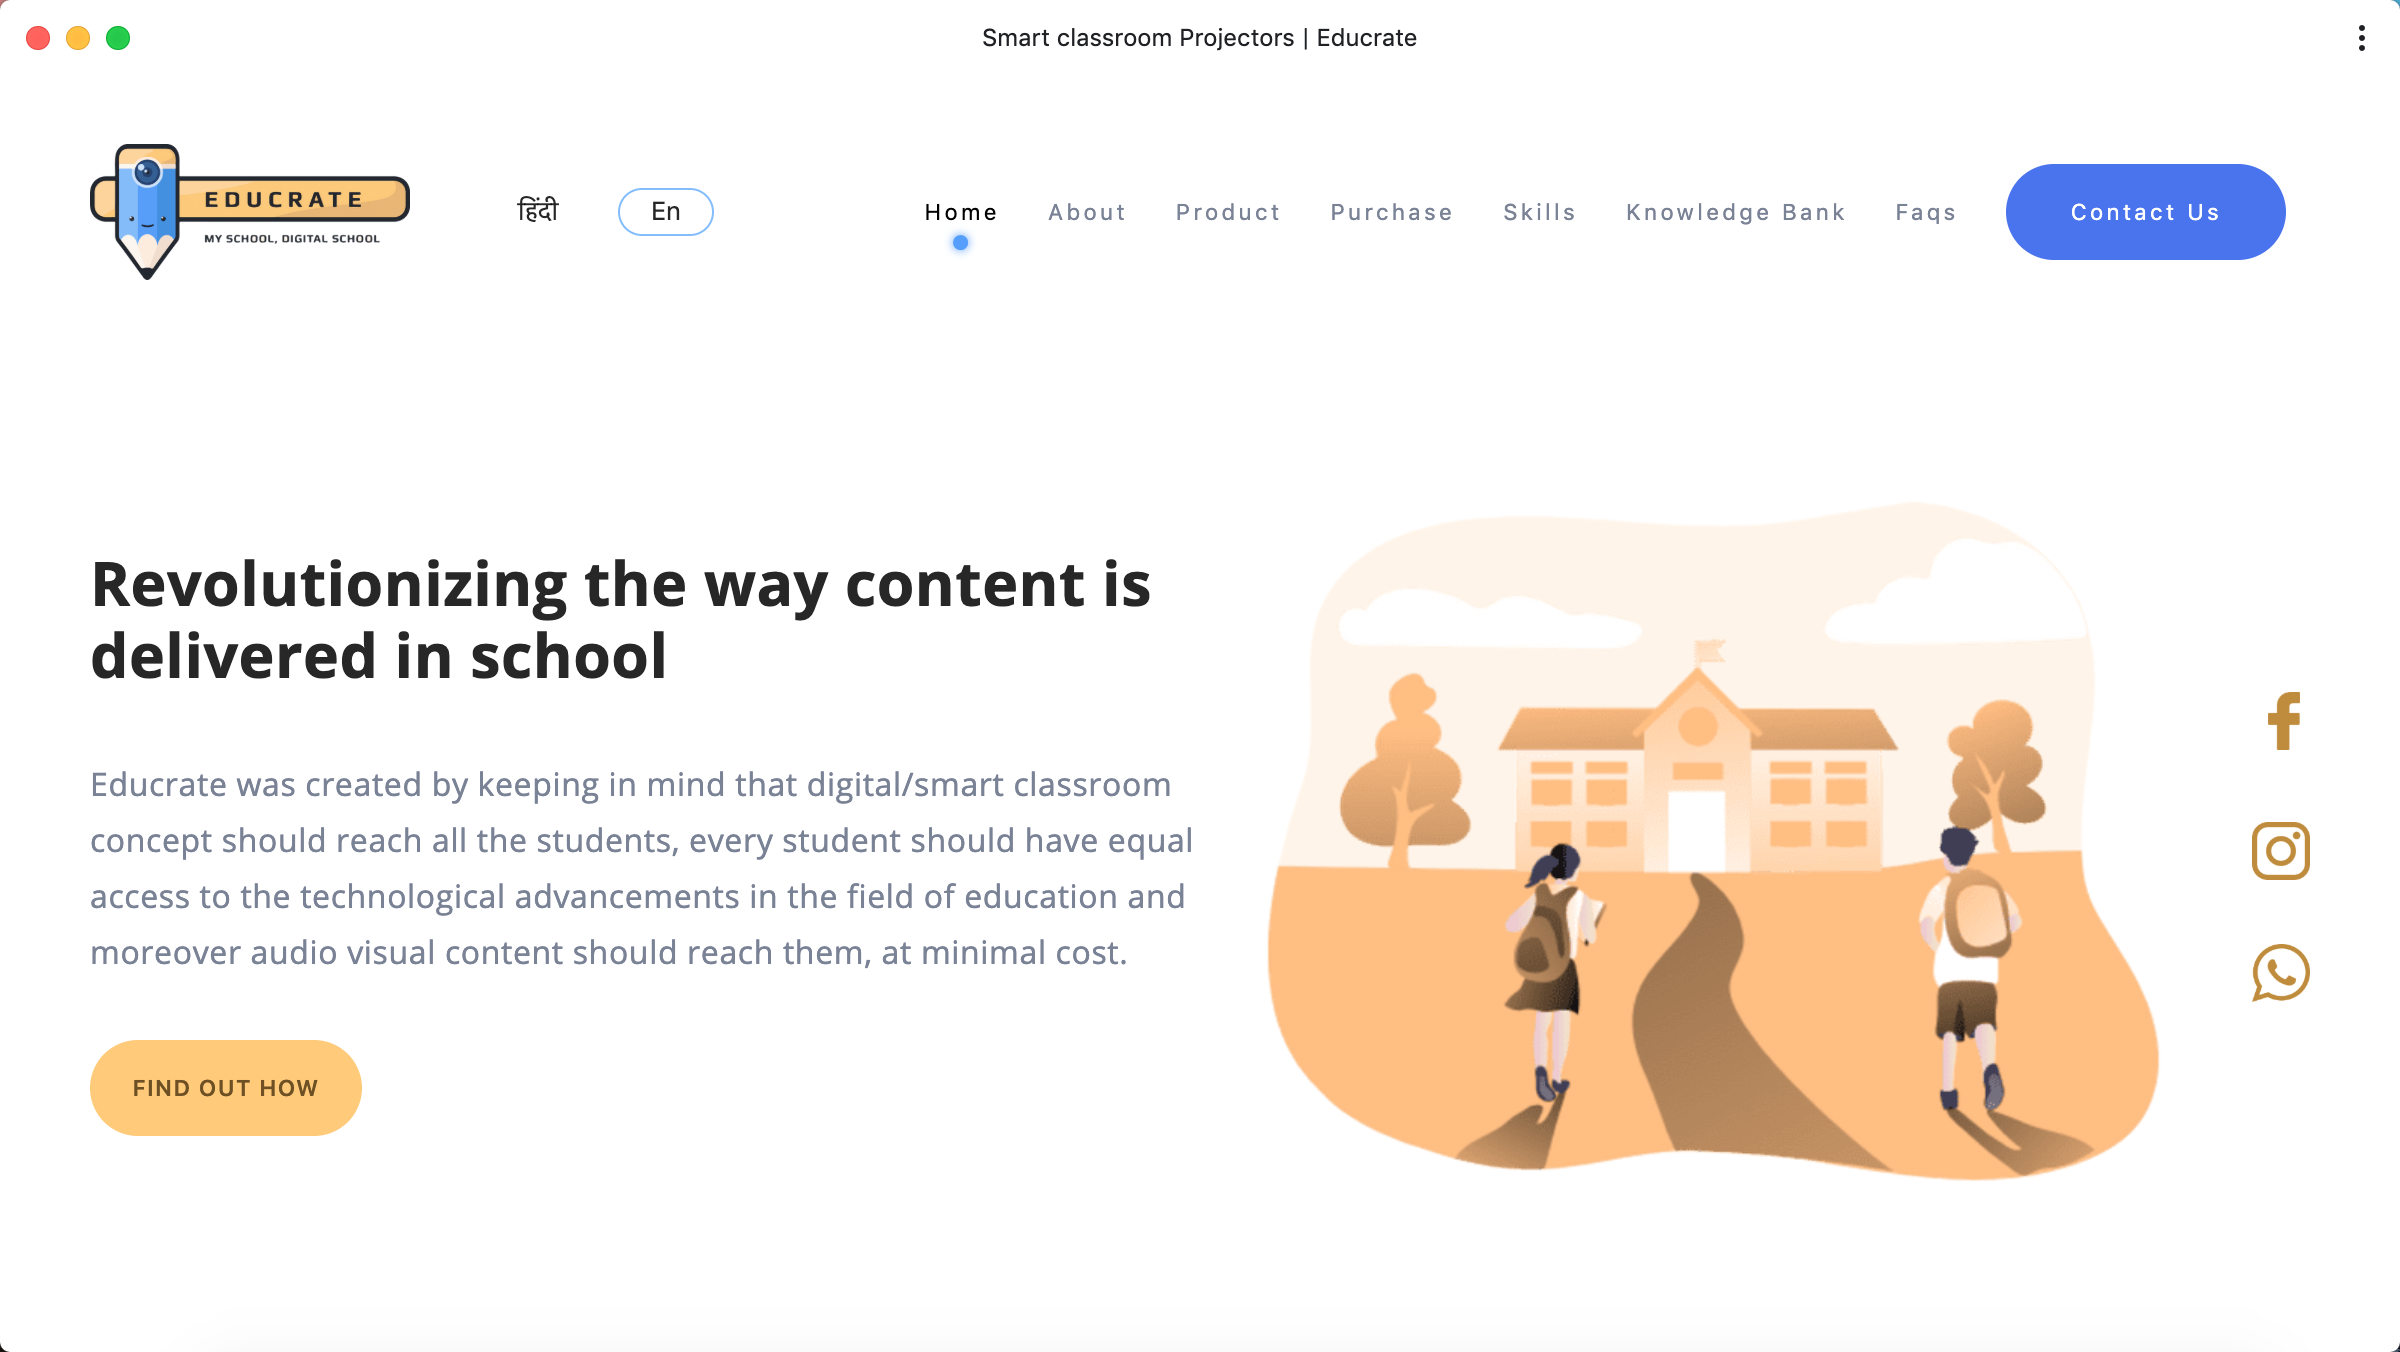 Smart classroom Projectors | Educrate
EDUCRATE
MY SCHOOL, DIGITAL SCHOOL
हिंदी
En
Home
About
Product
Purchase
Skills
Knowledge Bank
Faqs
Contact Us
Revolutionizing the way content is
delivered in school
Educrate was created by keeping in mind that digital/smart classroom
concept should reach all the students, every student should have equal
access to the technological advancements in the field of education and
moreover audio visual content should reach them, at minimal cost.
FIND OUT HOW